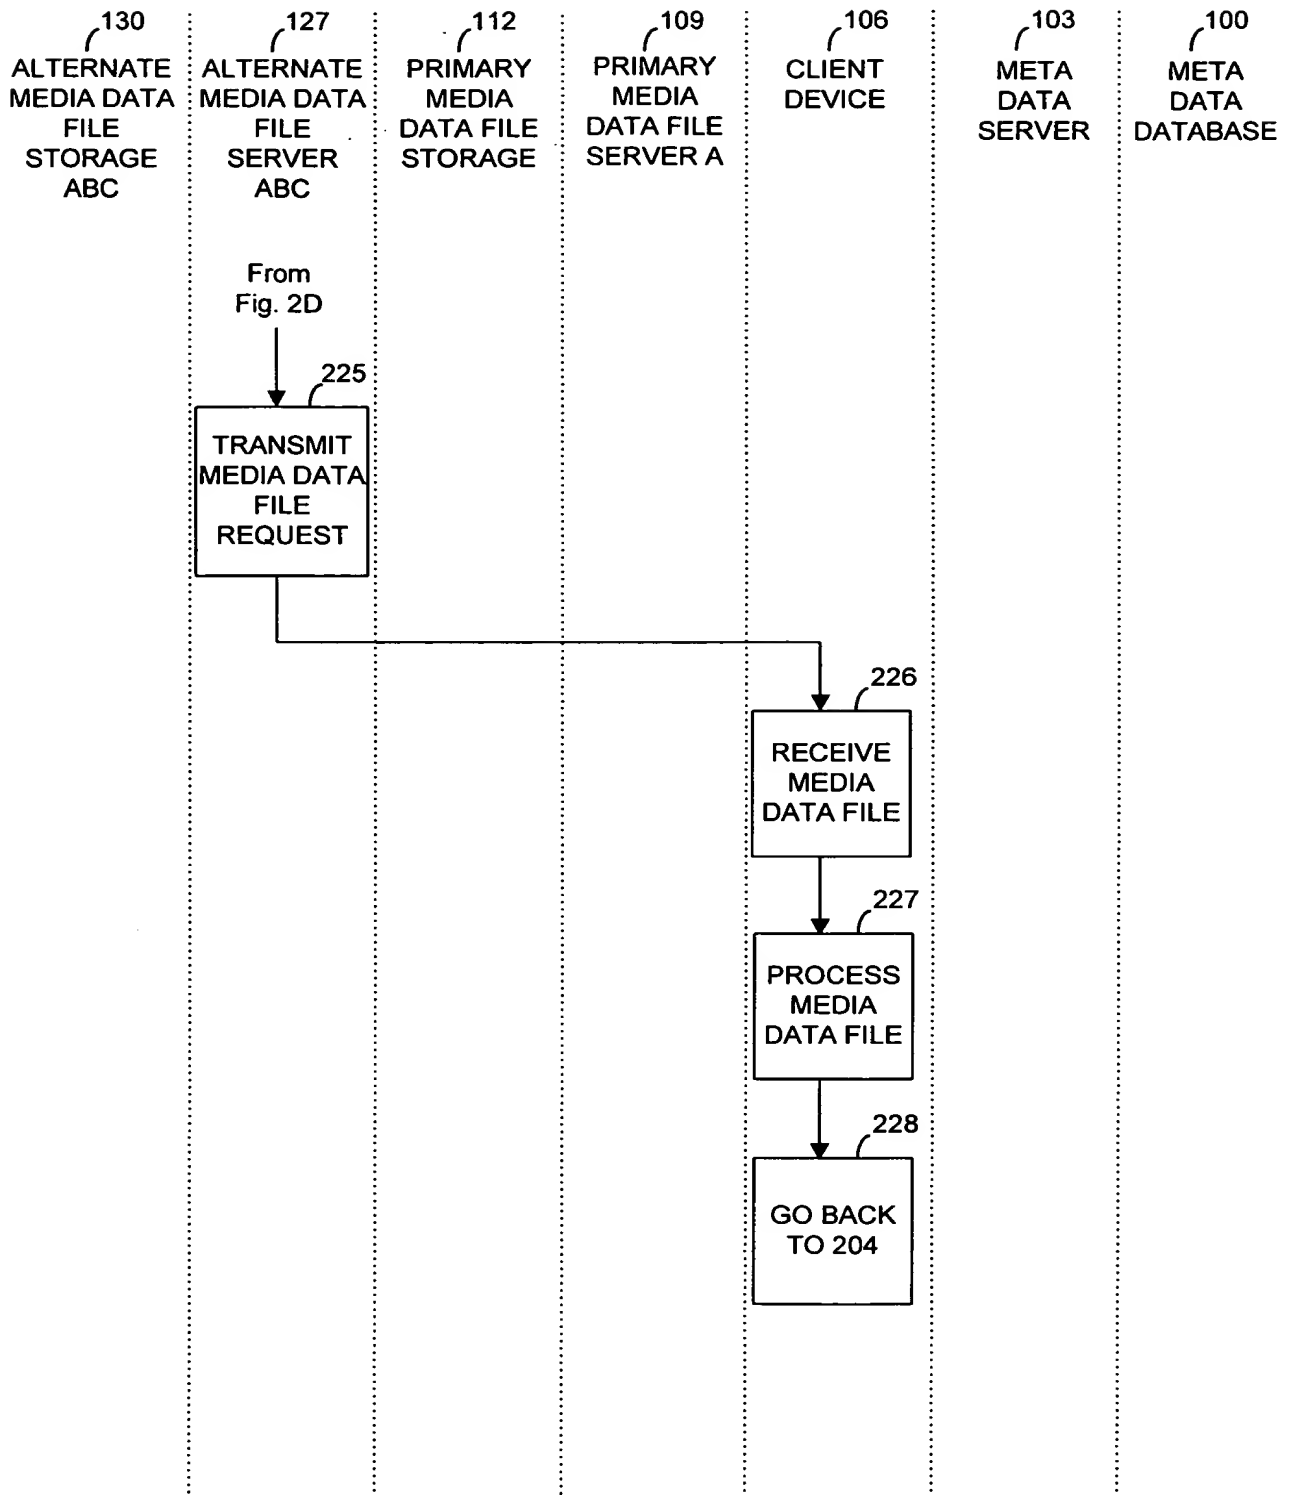 130
ALTERNATE
MEDIA DATA
FILE
STORAGE
ABC
127
ALTERNATE
MEDIA DATA
FILE
SERVER
ABC
112
PRIMARY
MEDIA
DATA FILE
STORAGE
109
PRIMARY
MEDIA
DATA FILE
SERVER A
106
CLIENT
DEVICE
103
META
DATA
SERVER
100
META
DATA
DATABASE
From
Fig. 2D
225
TRANSMIT
MEDIA DATA
FILE
REQUEST
226
RECEIVE
MEDIA
DATA FILE
227
PROCESS
MEDIA
DATA FILE
228
GO BACK
TO 204